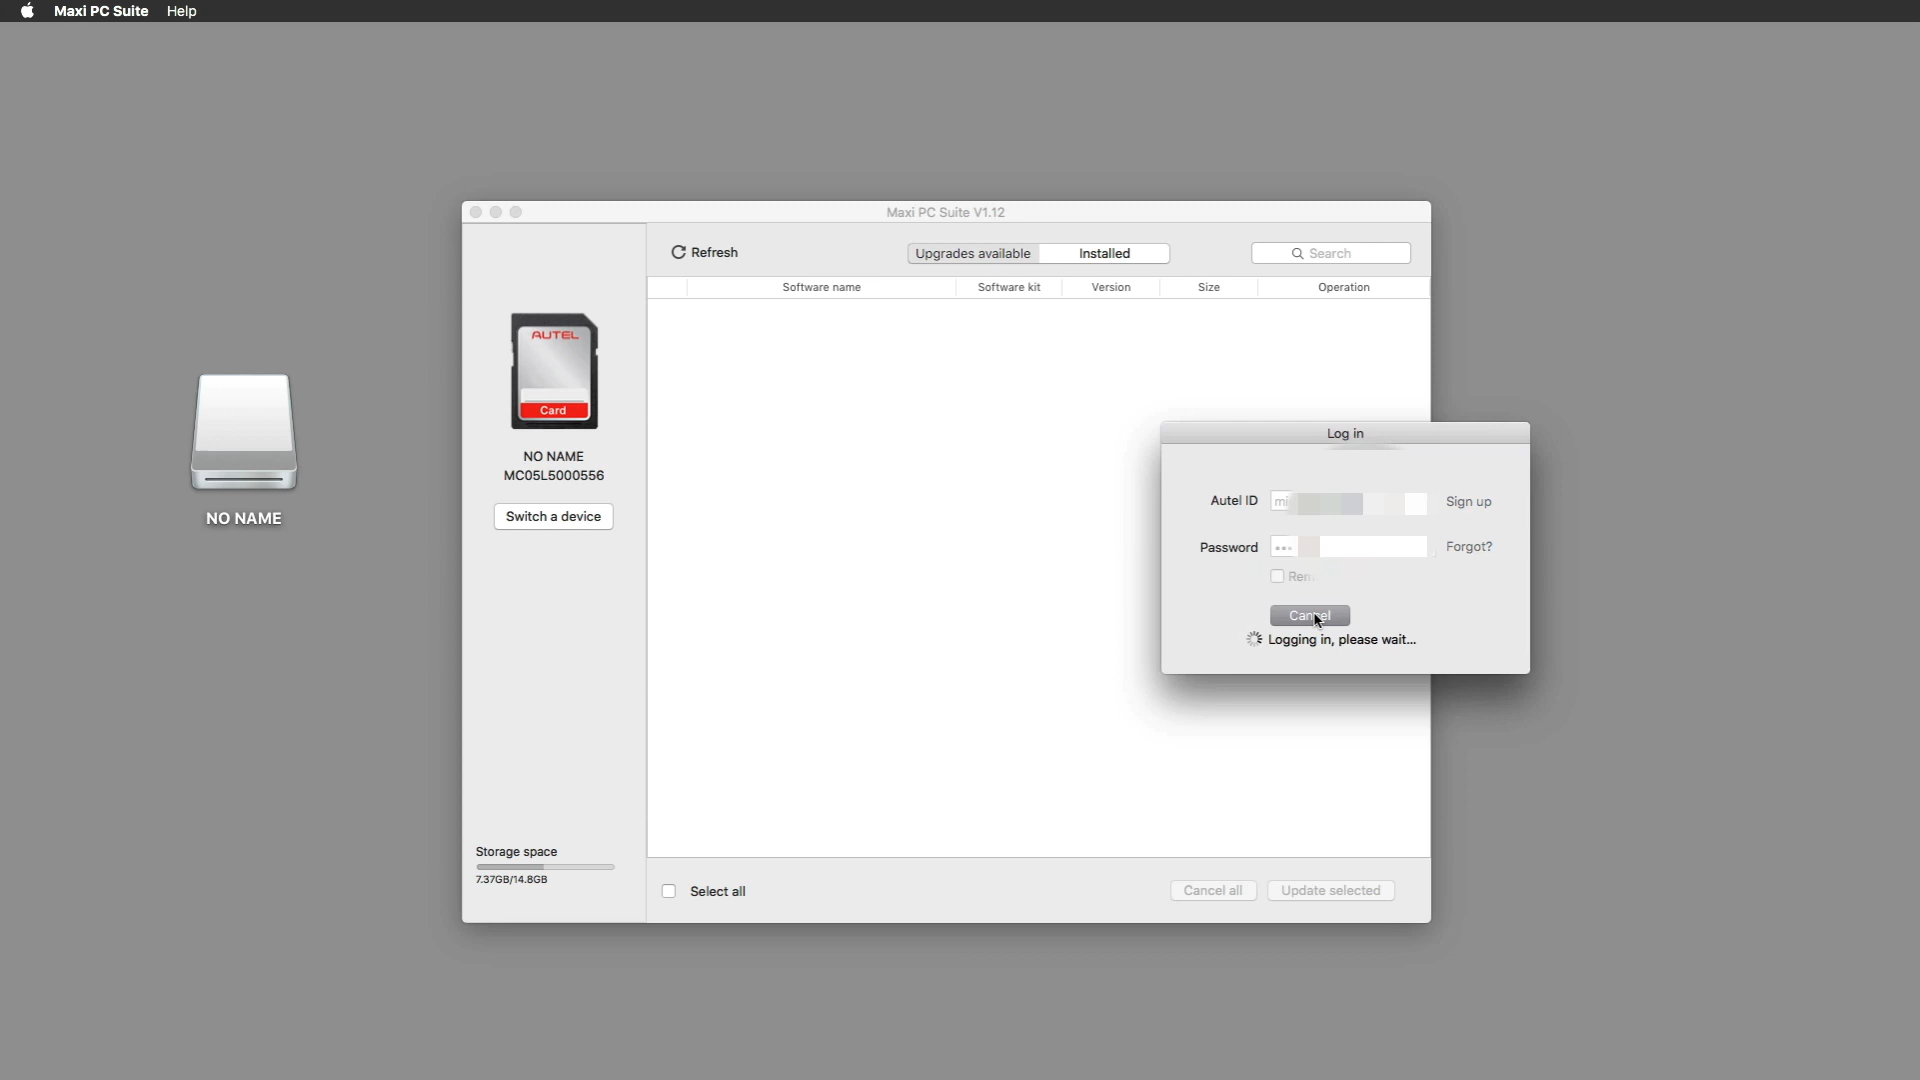 Maxi PC Suite Help
Maxi PC Suite V1.12
Refresh
Upgrades available Installed
Search
Software name Software kit Version Size Operation
AUTEL
Card
NO NAME
MC05L5000556
Switch a device
NO NAME
Log in
Autel ID Sign up
Password Forgot?
Cancel
Logging in, please wait...
Storage space
7.37GB/14.8GB
Select all
Cancel all Update selected